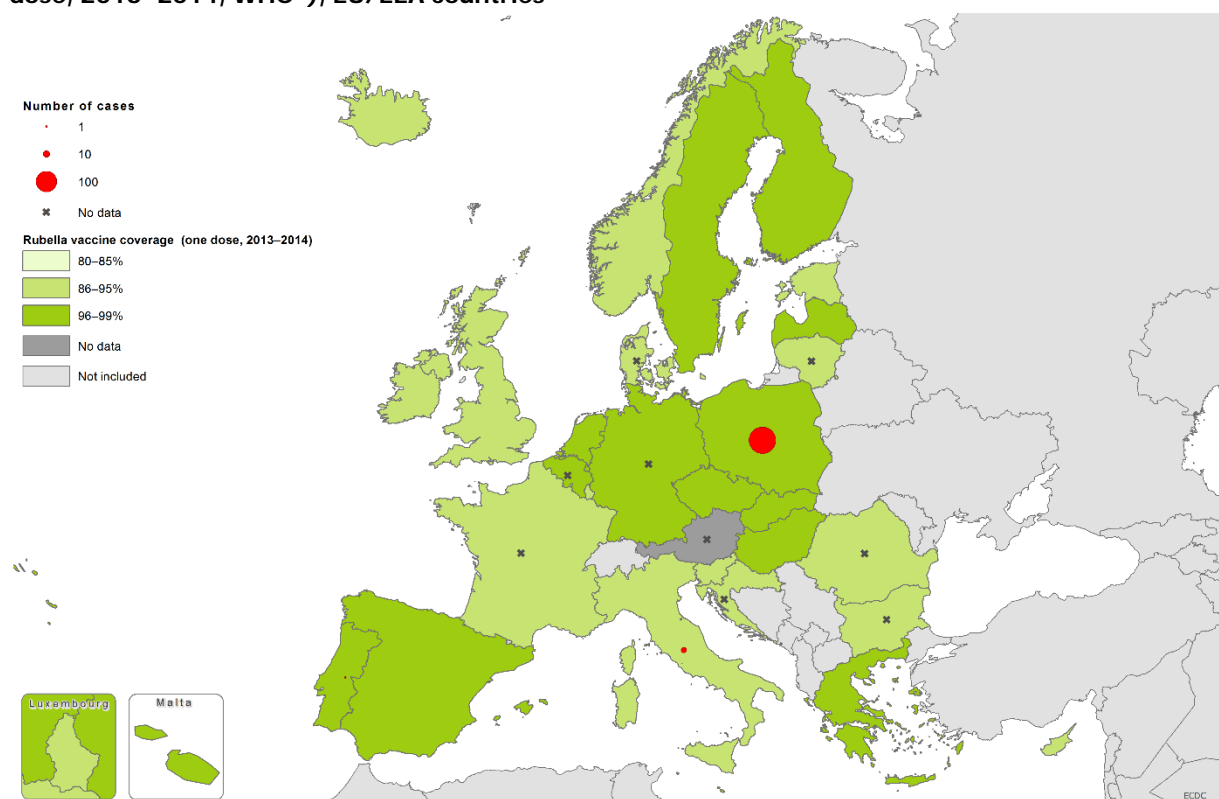 Number of cases
1
10
100
No data
Rubella vaccine coverage (one dose, 2013–2014)
80–85%
86–95%
96–99%
No data
Not included
Luxembourg
Malta
ECDC